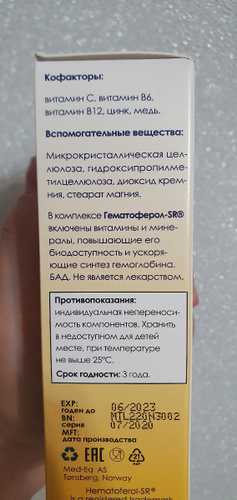 Кофакторы:
витамин С, витамин В6,
витамин В12, цинк, медь.
Вспомогательные вещества:
Микрокристаллическая цел-
люлоза, гидроксипропилме-
тилцеллюлоза, диоксид крем-
ния, стеарат магния.
В комплексе Гематоферол-SR®
включены витамины и мине-
ралы, повышающие его
биодоступность и ускоря-
ющие синтез гемоглобина.
БАД. Не является лекарством.
Противопоказания:
индивидуальная непереноси-
мость компонентов. Хранить
в недоступном для детей
месте, при температуре
не выше 25°С.
Срок годности: 3 года.
EXP: 06/2023
годен до
BN: MTL220H3002
MFT: 07/2020
дата производства
EAC
Med-Eq AS
Tønsberg, Norway
Hematoferol-SR®
is a registered trademark